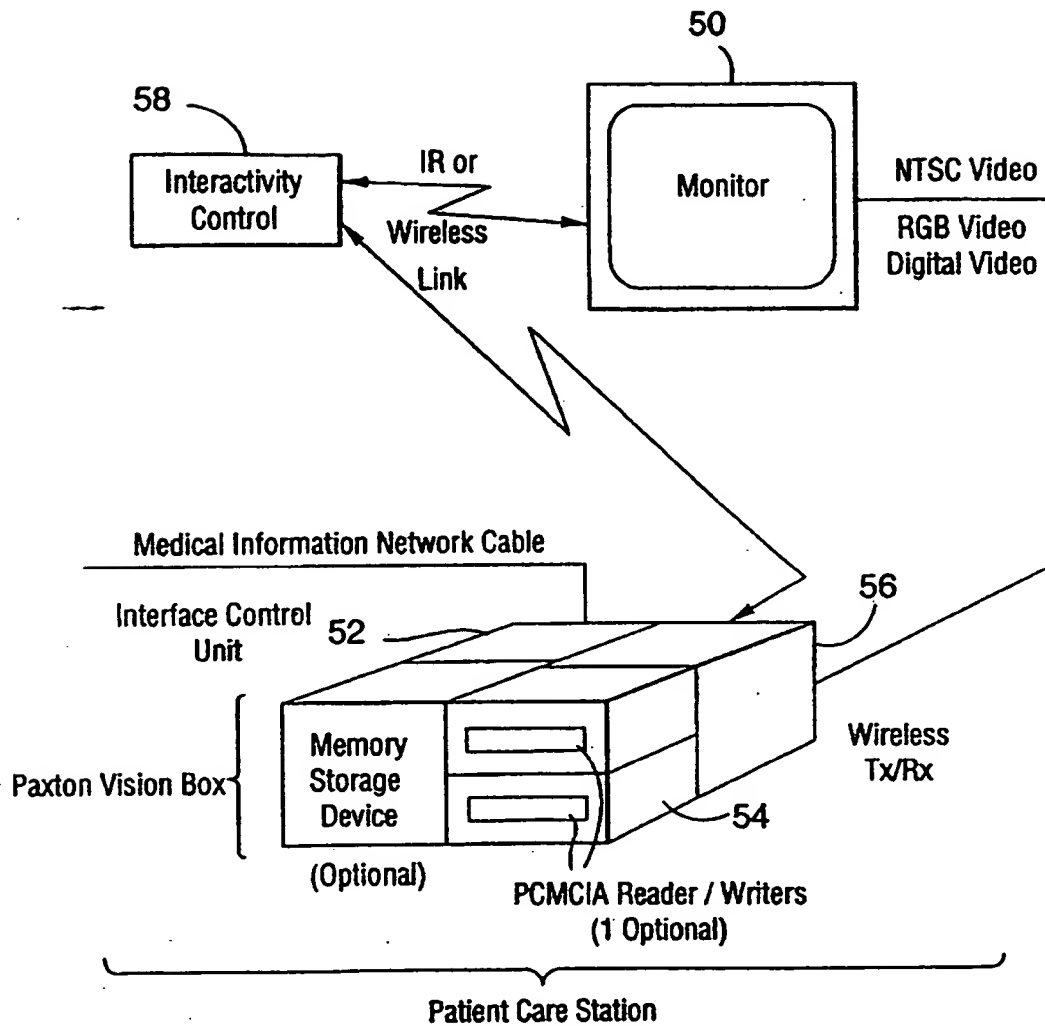 50
58
Interactivity
Control
IR or
Wireless
Link
Monitor
NTSC Video
RGB Video
Digital Video
Medical Information Network Cable
Interface Control
Unit
52
56
Paxton Vision Box
Memory
Storage
Device
(Optional)
54
Wireless
Tx/Rx
PCMCIA Reader / Writers
(1 Optional)
Patient Care Station